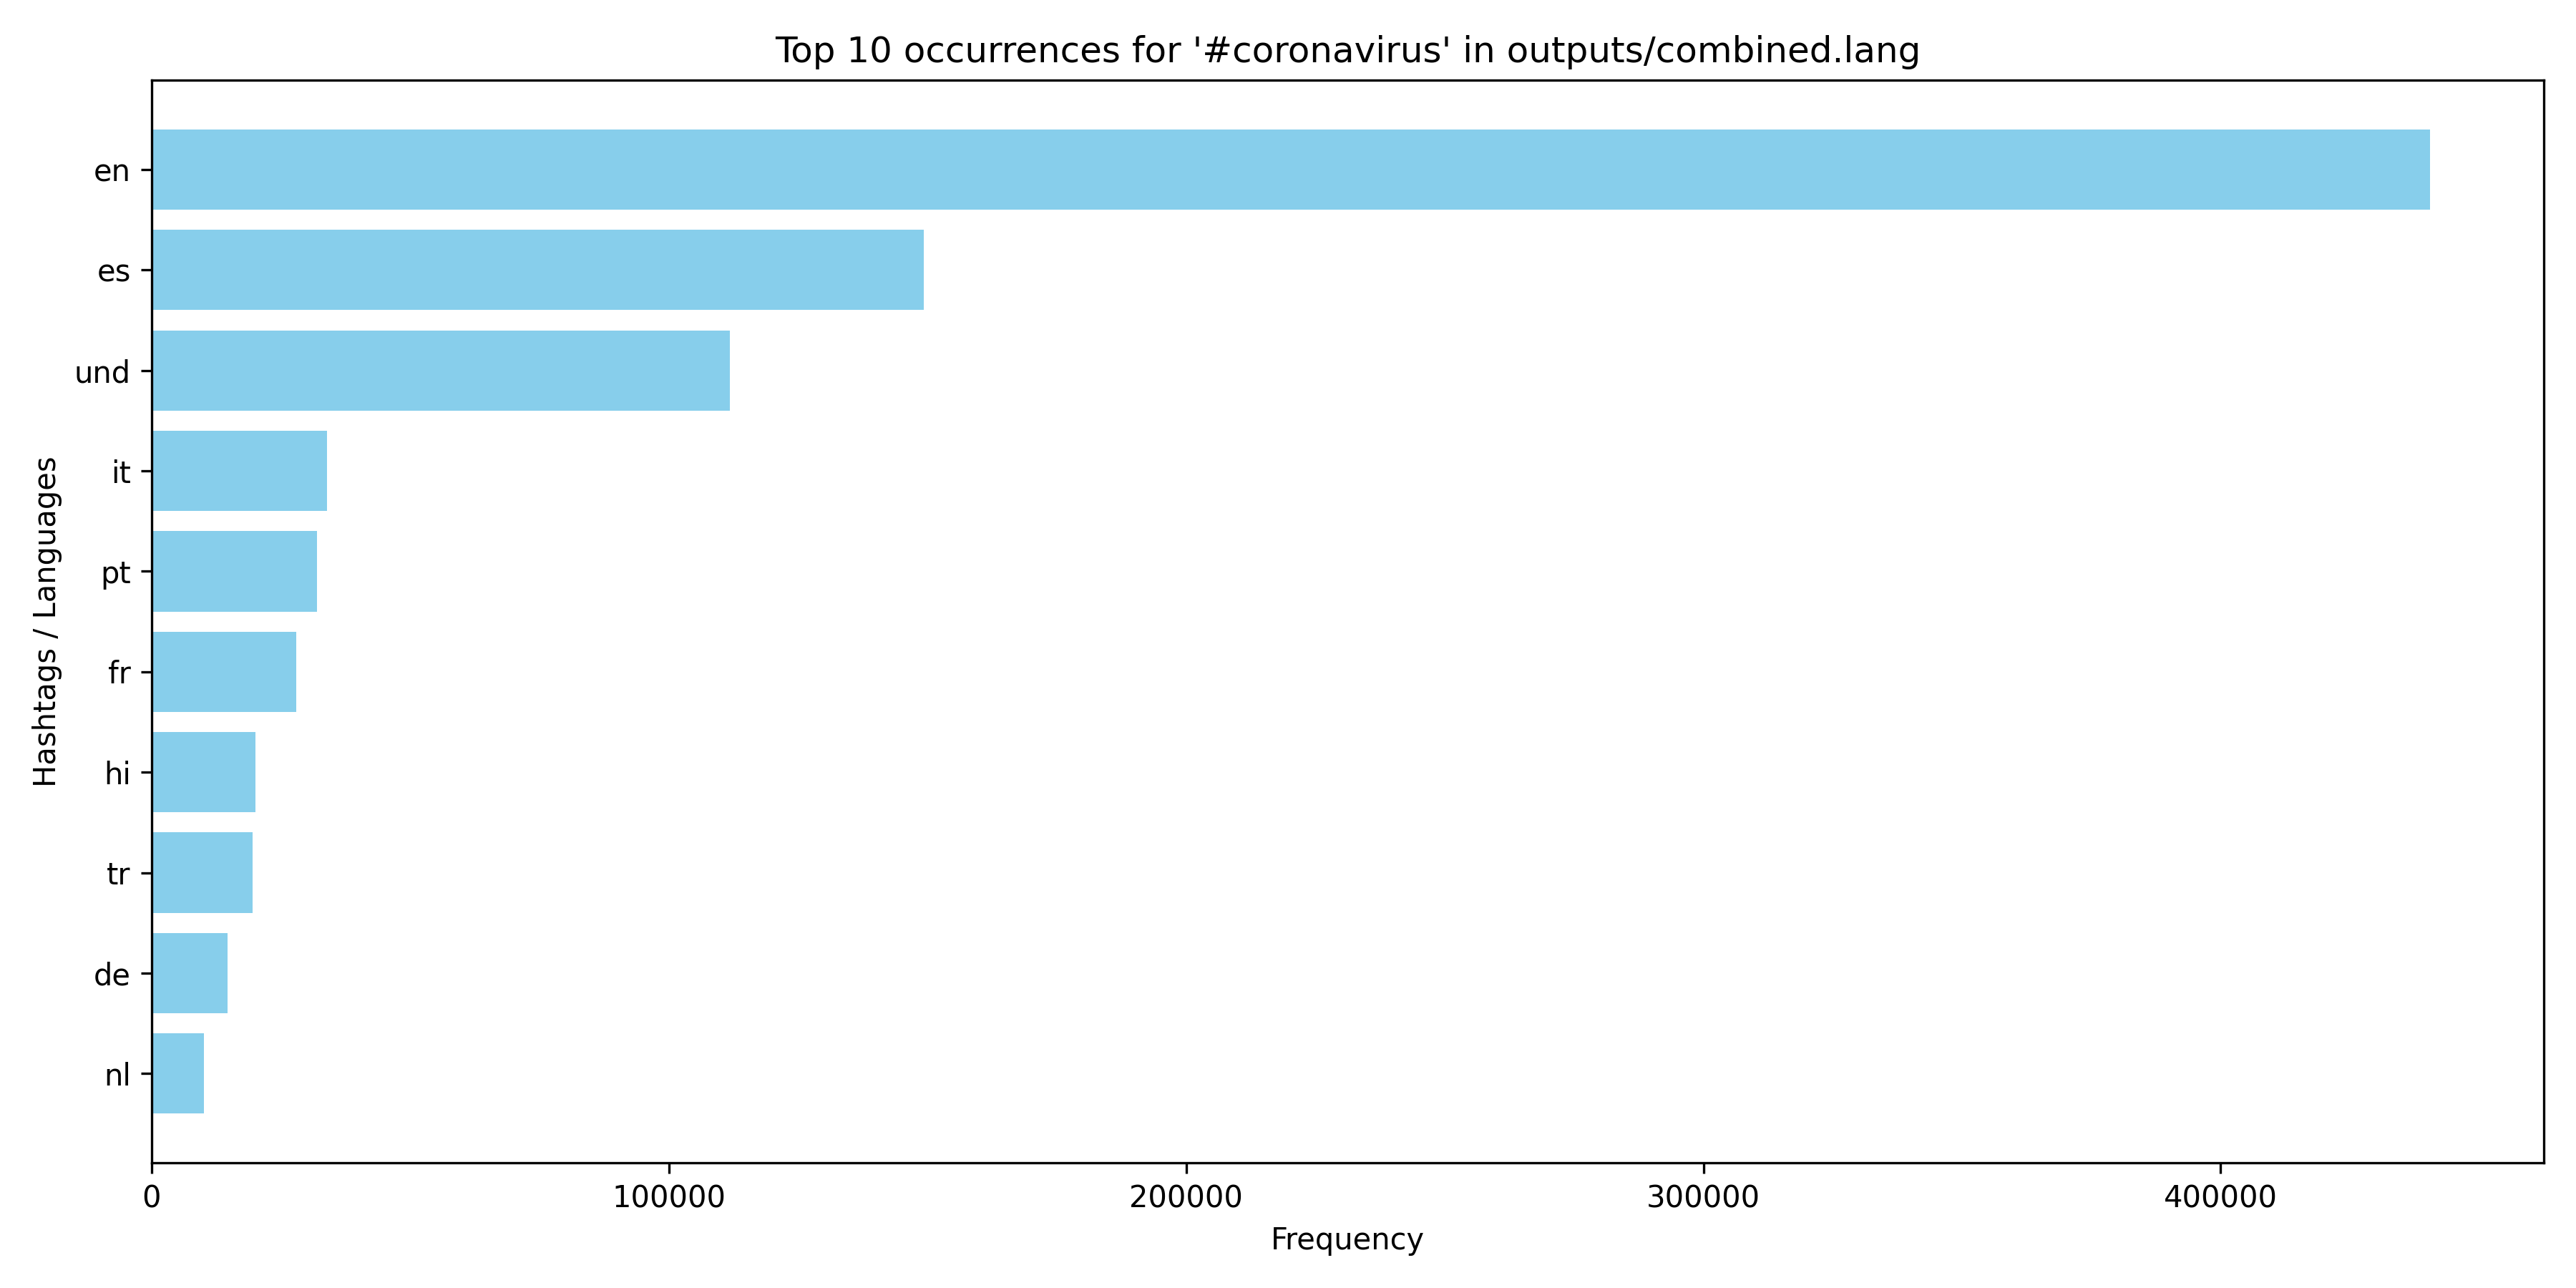 Top 10 occurrences for '#coronavirus' in outputs/combined.lang
Hashtags / Languages
en
es
und
it
pt
fr
hi
tr
de
nl
0 100000 200000 300000 400000
Frequency